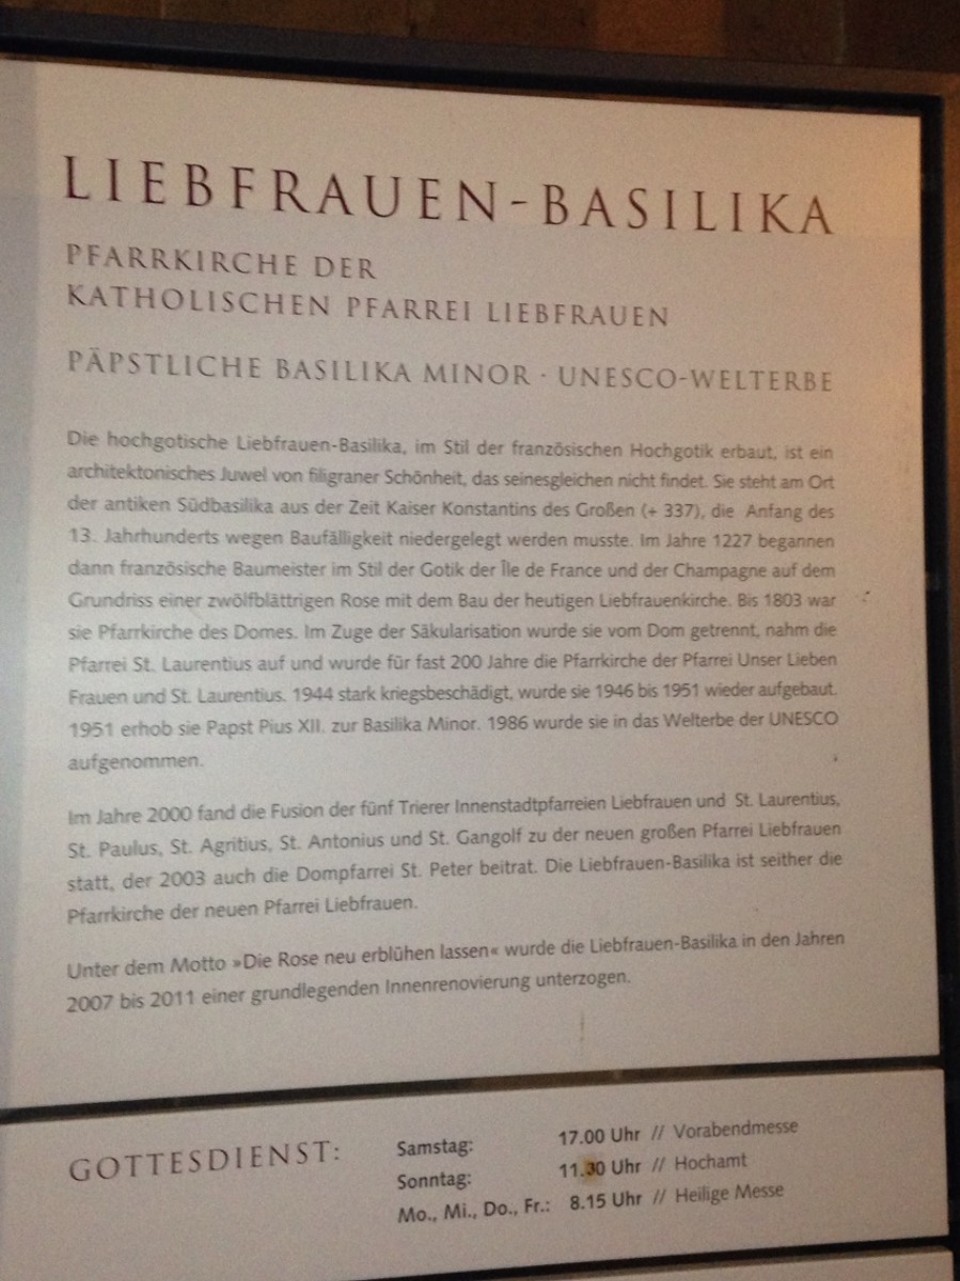 LIEBFRAUEN-BASILIKA
PFARRKIRCHE DER
KATHOLISCHEN PFARREI LIEBFRAUEN
PÄPSTLICHE BASILIKA MINOR · UNESCO-WELTERBE
Die hochgotische Liebfrauen-Basilika, im Stil der französischen Hochgotik erbaut, ist ein
architektonisches Juwel von filigraner Schönheit, das seinesgleichen nicht findet. Sie steht am Ort
der antiken Südbasilika aus der Zeit Kaiser Konstantins des Großen (+ 337), die Anfang des
13. Jahrhunderts wegen Baufälligkeit niedergelegt werden musste. Im Jahre 1227 begannen
dann französische Baumeister im Stil der Gotik der Île de France und der Champagne auf dem
Grundriss einer zwölfblättrigen Rose mit dem Bau der heutigen Liebfrauenkirche. Bis 1803 war
sie Pfarrkirche des Domes. Im Zuge der Säkularisation wurde sie vom Dom getrennt, nahm die
Pfarrei St. Laurentius auf und wurde für fast 200 Jahre die Pfarrkirche der Pfarrei Unser Lieben
Frauen und St. Laurentius. 1944 stark kriegsbeschädigt, wurde sie 1946 bis 1951 wieder aufgebaut.
1951 erhob sie Papst Pius XII. zur Basilika Minor. 1986 wurde sie in das Welterbe der UNESCO
aufgenommen.
Im Jahre 2000 fand die Fusion der fünf Trierer Innenstadtpfarreien Liebfrauen und St. Laurentius,
St. Paulus, St. Agritius, St. Antonius und St. Gangolf zu der neuen großen Pfarrei Liebfrauen
statt, der 2003 auch die Dompfarrei St. Peter beitrat. Die Liebfrauen-Basilika ist seither die
Pfarrkirche der neuen Pfarrei Liebfrauen.
Unter dem Motto »Die Rose neu erblühen lassen« wurde die Liebfrauen-Basilika in den Jahren
2007 bis 2011 einer grundlegenden Innenrenovierung unterzogen.
GOTTESDIENST: Samstag: 17.00 Uhr // Vorabendmesse
Sonntag: 11.30 Uhr // Hochamt
Mo., Mi., Do., Fr.: 8.15 Uhr // Heilige Messe